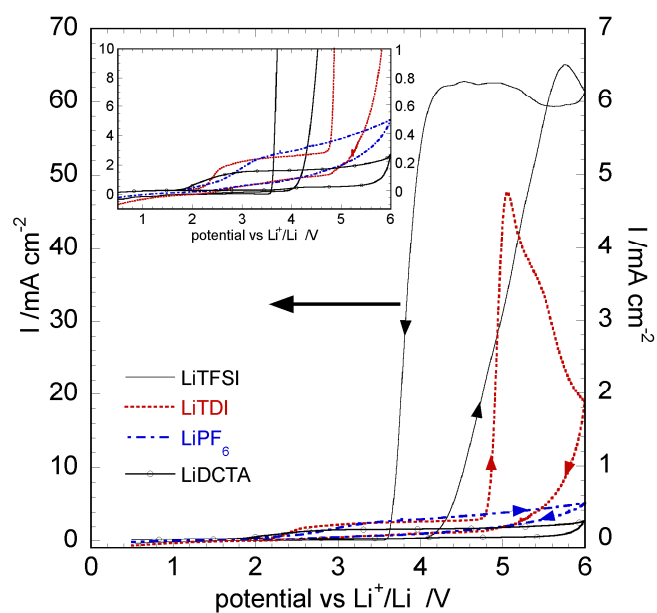 70
60
50
40
30
20
10
0
I /mA cm-2
7
6
5
4
3
2
1
0
I /mA cm-2
0 1 2 3 4 5 6
potential vs Li+/Li /V
10
8
6
4
2
0
1
0.8
0.6
0.4
0.2
0
1 2 3 4 5 6
potential vs Li+/Li /V
LiTFSI
LiTDI
LiPF6
LiDCTA